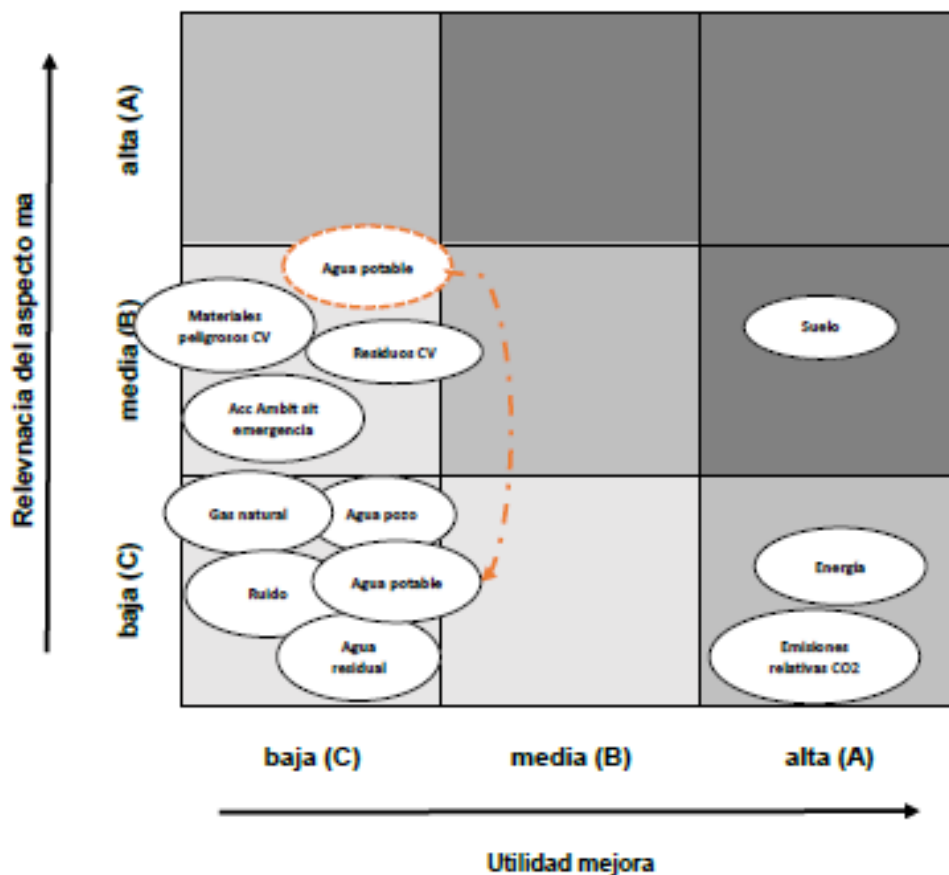 Relevnacia del aspecto ma
alta (A)
media (B)
baja (C)
Agua potable
Materiales
peligrosos CV
Residuos CV
Suelo
Acc Ambit sit
emergencia
Gas natural
Agua pozo
Ruido
Agua potable
Energía
Agua
residual
Emisiones
relativas CO2
baja (C)
media (B)
alta (A)
Utilidad mejora